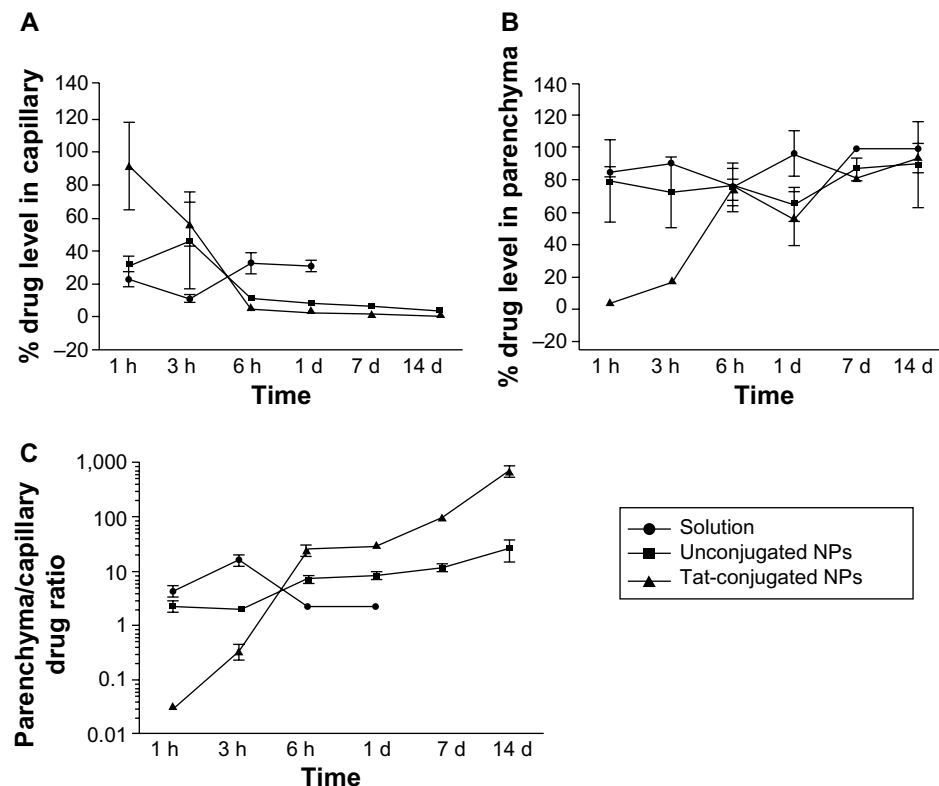 A
% drug level in capillary
140
120
100
80
60
40
20
0
–20
1 h 3 h 6 h 1 d 7 d 14 d
Time
B
% drug level in parenchyma
140
120
100
80
60
40
20
0
–20
1 h 3 h 6 h 1 d 7 d 14 d
Time
C
Parenchyma/capillary
drug ratio
1,000
100
10
1
0.1
0.01
1 h 3 h 6 h 1 d 7 d 14 d
Time
Solution
Unconjugated NPs
Tat-conjugated NPs